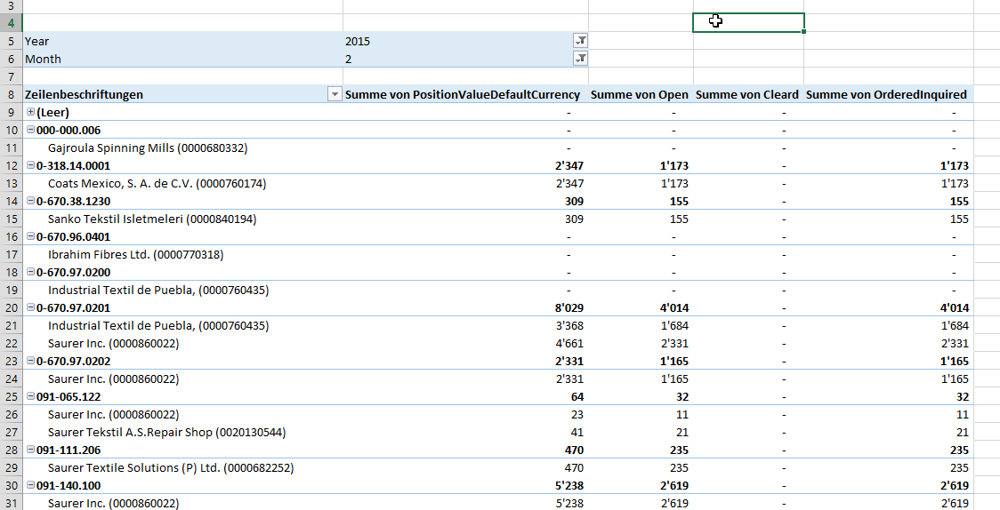 3
4
5 Year 2015
6 Month 2
7
8 Zeilenbeschriftungen Summe von PositionValueDefaultCurrency Summe von Open Summe von Cleard Summe von OrderedInquired
9 (Leer) - - - -
10 000-000.006 - - - -
11 Gajroula Spinning Mills (0000680332) - - - -
12 0-318.14.0001 2'347 1'173 - 1'173
13 Coats Mexico, S. A. de C.V. (0000760174) 2'347 1'173 - 1'173
14 0-670.38.1230 309 155 - 155
15 Sanko Tekstil Isletmeleri (0000840194) 309 155 - 155
16 0-670.96.0401 - - - -
17 Ibrahim Fibres Ltd. (0000770318) - - - -
18 0-670.97.0200 - - - -
19 Industrial Textil de Puebla, (0000760435) - - - -
20 0-670.97.0201 8'029 4'014 - 4'014
21 Industrial Textil de Puebla, (0000760435) 3'368 1'684 - 1'684
22 Saurer Inc. (0000860022) 4'661 2'331 - 2'331
23 0-670.97.0202 2'331 1'165 - 1'165
24 Saurer Inc. (0000860022) 2'331 1'165 - 1'165
25 091-065.122 64 32 - 32
26 Saurer Inc. (0000860022) 23 11 - 11
27 Saurer Tekstil A.S.Repair Shop (0020130544) 41 21 - 21
28 091-111.206 470 235 - 235
29 Saurer Textile Solutions (P) Ltd. (0000682252) 470 235 - 235
30 091-140.100 5'238 2'619 - 2'619
31 Saurer Inc. (0000860022) 5'238 2'619 - 2'619